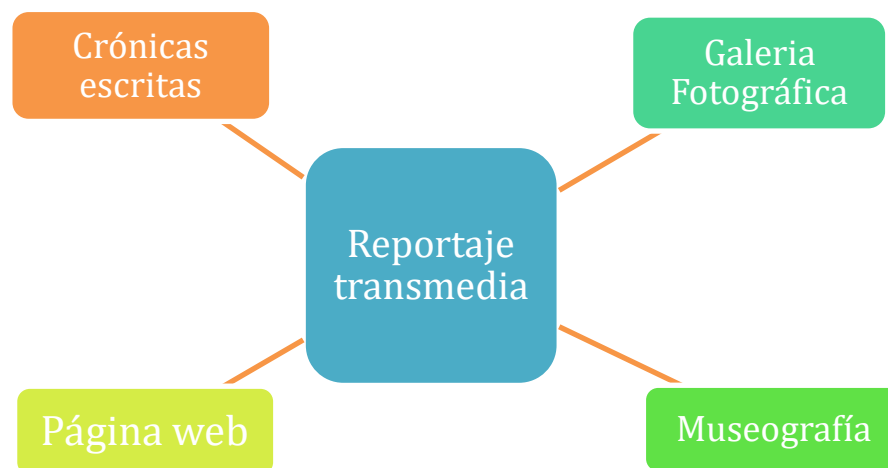 Crónicas
escritas
Galeria
Fotográfica
Reportaje
transmedia
Página web
Museografía